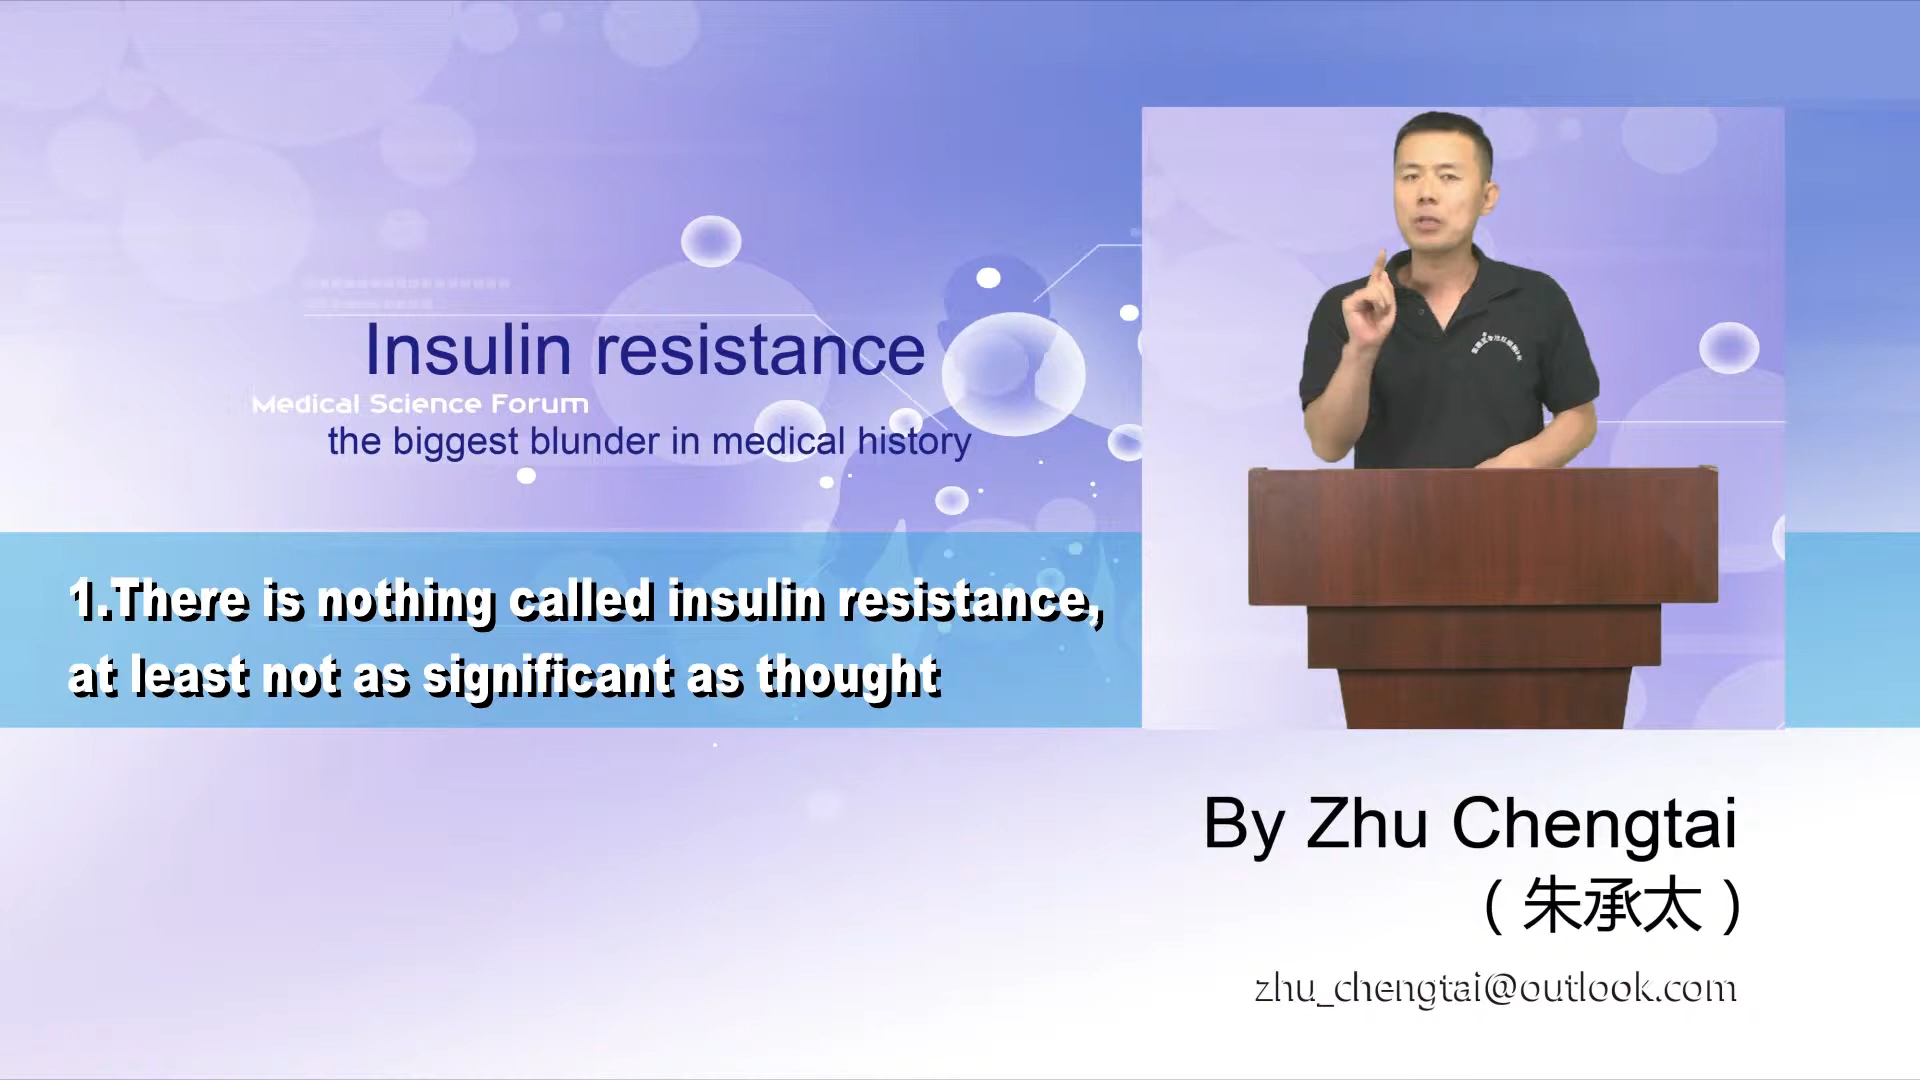 Insulin resistance
Medical Science Forum
the biggest blunder in medical history
1.There is nothing called insulin resistance,
at least not as significant as thought
By Zhu Chengtai
（朱承太）
zhu_chengtai@outlook.com